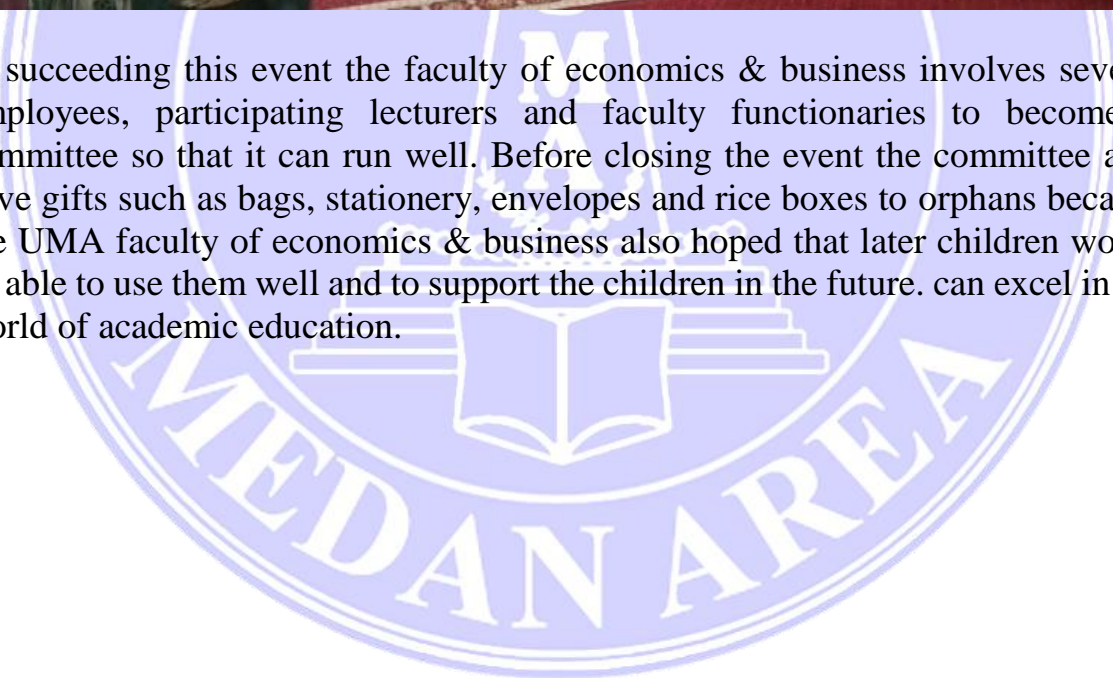 succeeding this event the faculty of economics & business involves seve
mployees, participating lecturers and faculty functionaries to become
mmittee so that it can run well. Before closing the event the committee a
ve gifts such as bags, stationery, envelopes and rice boxes to orphans beca
e UMA faculty of economics & business also hoped that later children wo
able to use them well and to support the children in the future. can excel in
orld of academic education.
M
A
MEDAN AREA